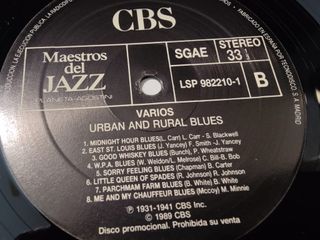 CBS
Maestros
del
JAZZ
PLANETA-AGOSTINI
SGAE
STEREO
33 1/3
LSP 982210-1
B
VARIOS
URBAN AND RURAL BLUES
1 MIDNIGHT HOUR BLUES(L. Carr) L. Carr - S. Blackwell
2 EAST ST. LOUIS BLUES (J. Yancey) F. Smith -J. Yancey
3 GOOD WHISKEY BLUES (Bunch), P. Wheatstraw
4 W.P.A. BLUES (W. Weldon/L. Melrose) C. Bill-B. Bob
5 SORRY FEELING BLUES (Chapman) B. Carter
6 LITTLE QUEEN OF SPADES (R. Johnson) R. Johnson
7 PARCHMAM FARM BLUES (B. White) B. White
8 ME AND MY CHAUFFEUR BLUES (Mccoy) M. Minnie
℗ 1931-1941 CBS Inc.
© 1989 CBS
Disco promocional. Prohibida su venta